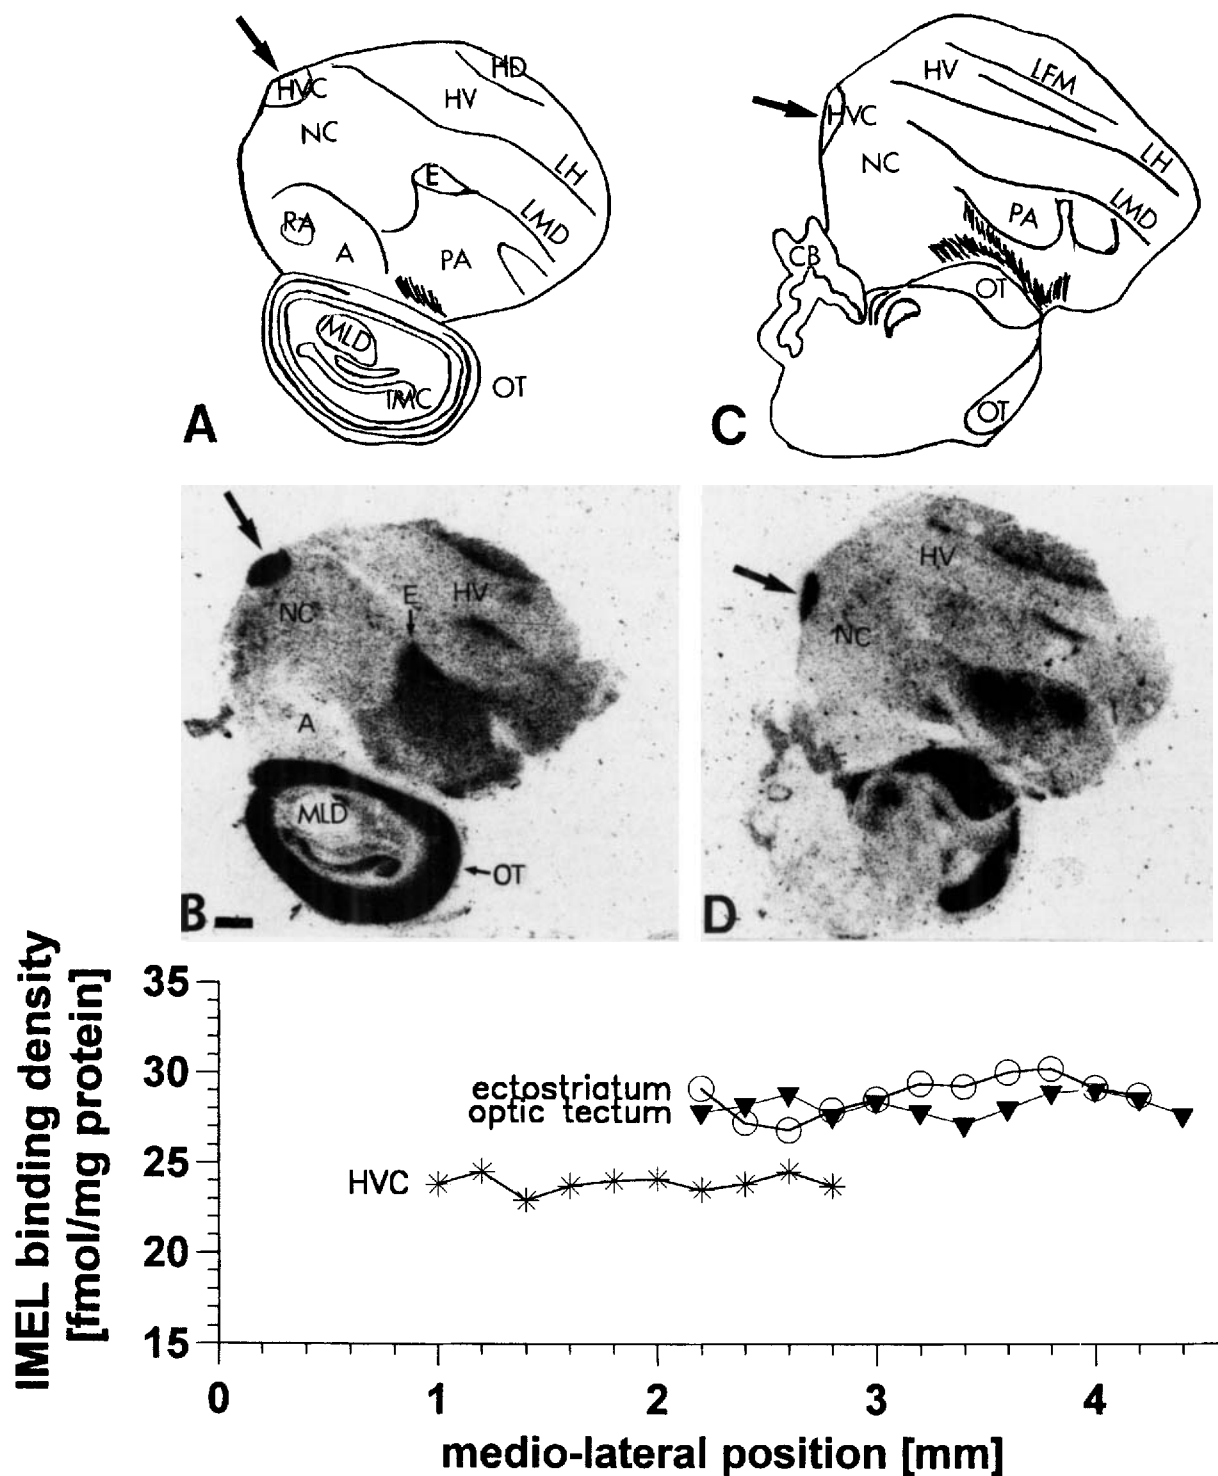 HVC
HD
HV
NC
E
LH
LMD
RA
A
PA
MLD
IMC
OT
A
HV
LFM
HVC
LH
NC
PA
LMD
CB
OT
OT
C
E
HV
NC
A
MLD
OT
B
HV
NC
D
IMEL binding density
[fmol/mg protein]
35
30
25
20
15
ectostriatum
optic tectum
HVC
0 1 2 3 4
medio-lateral position [mm]